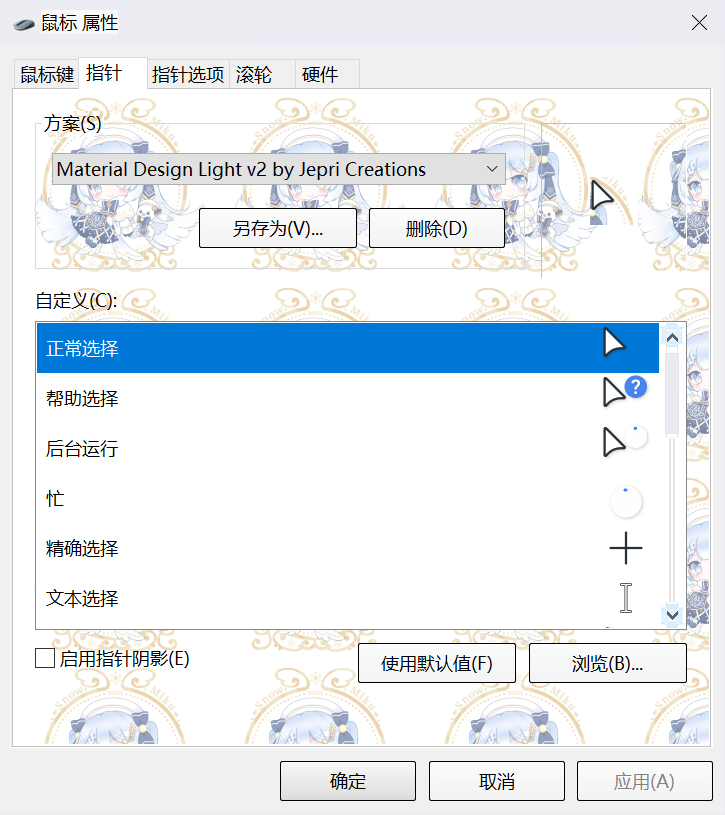 鼠标 属性
鼠标键 指针 指针选项 滚轮 硬件
方案(S)
Material Design Light v2 by Jepri Creations
另存为(V)... 删除(D)
自定义(C):
正常选择
帮助选择
?
后台运行
忙
精确选择
文本选择
启用指针阴影(E)
使用默认值(F) 浏览(B)...
确定 取消 应用(A)